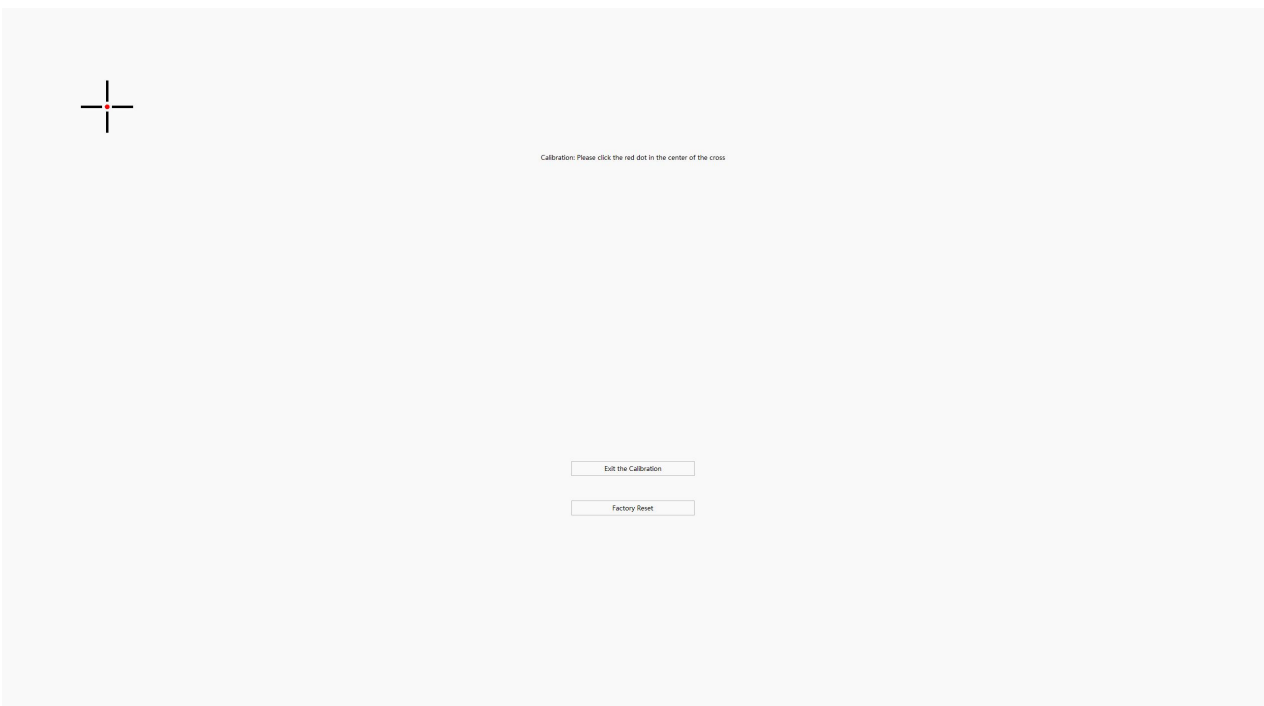 Calibration: Please click the red dot in the center of the cross
Exit the Calibration
Factory Reset